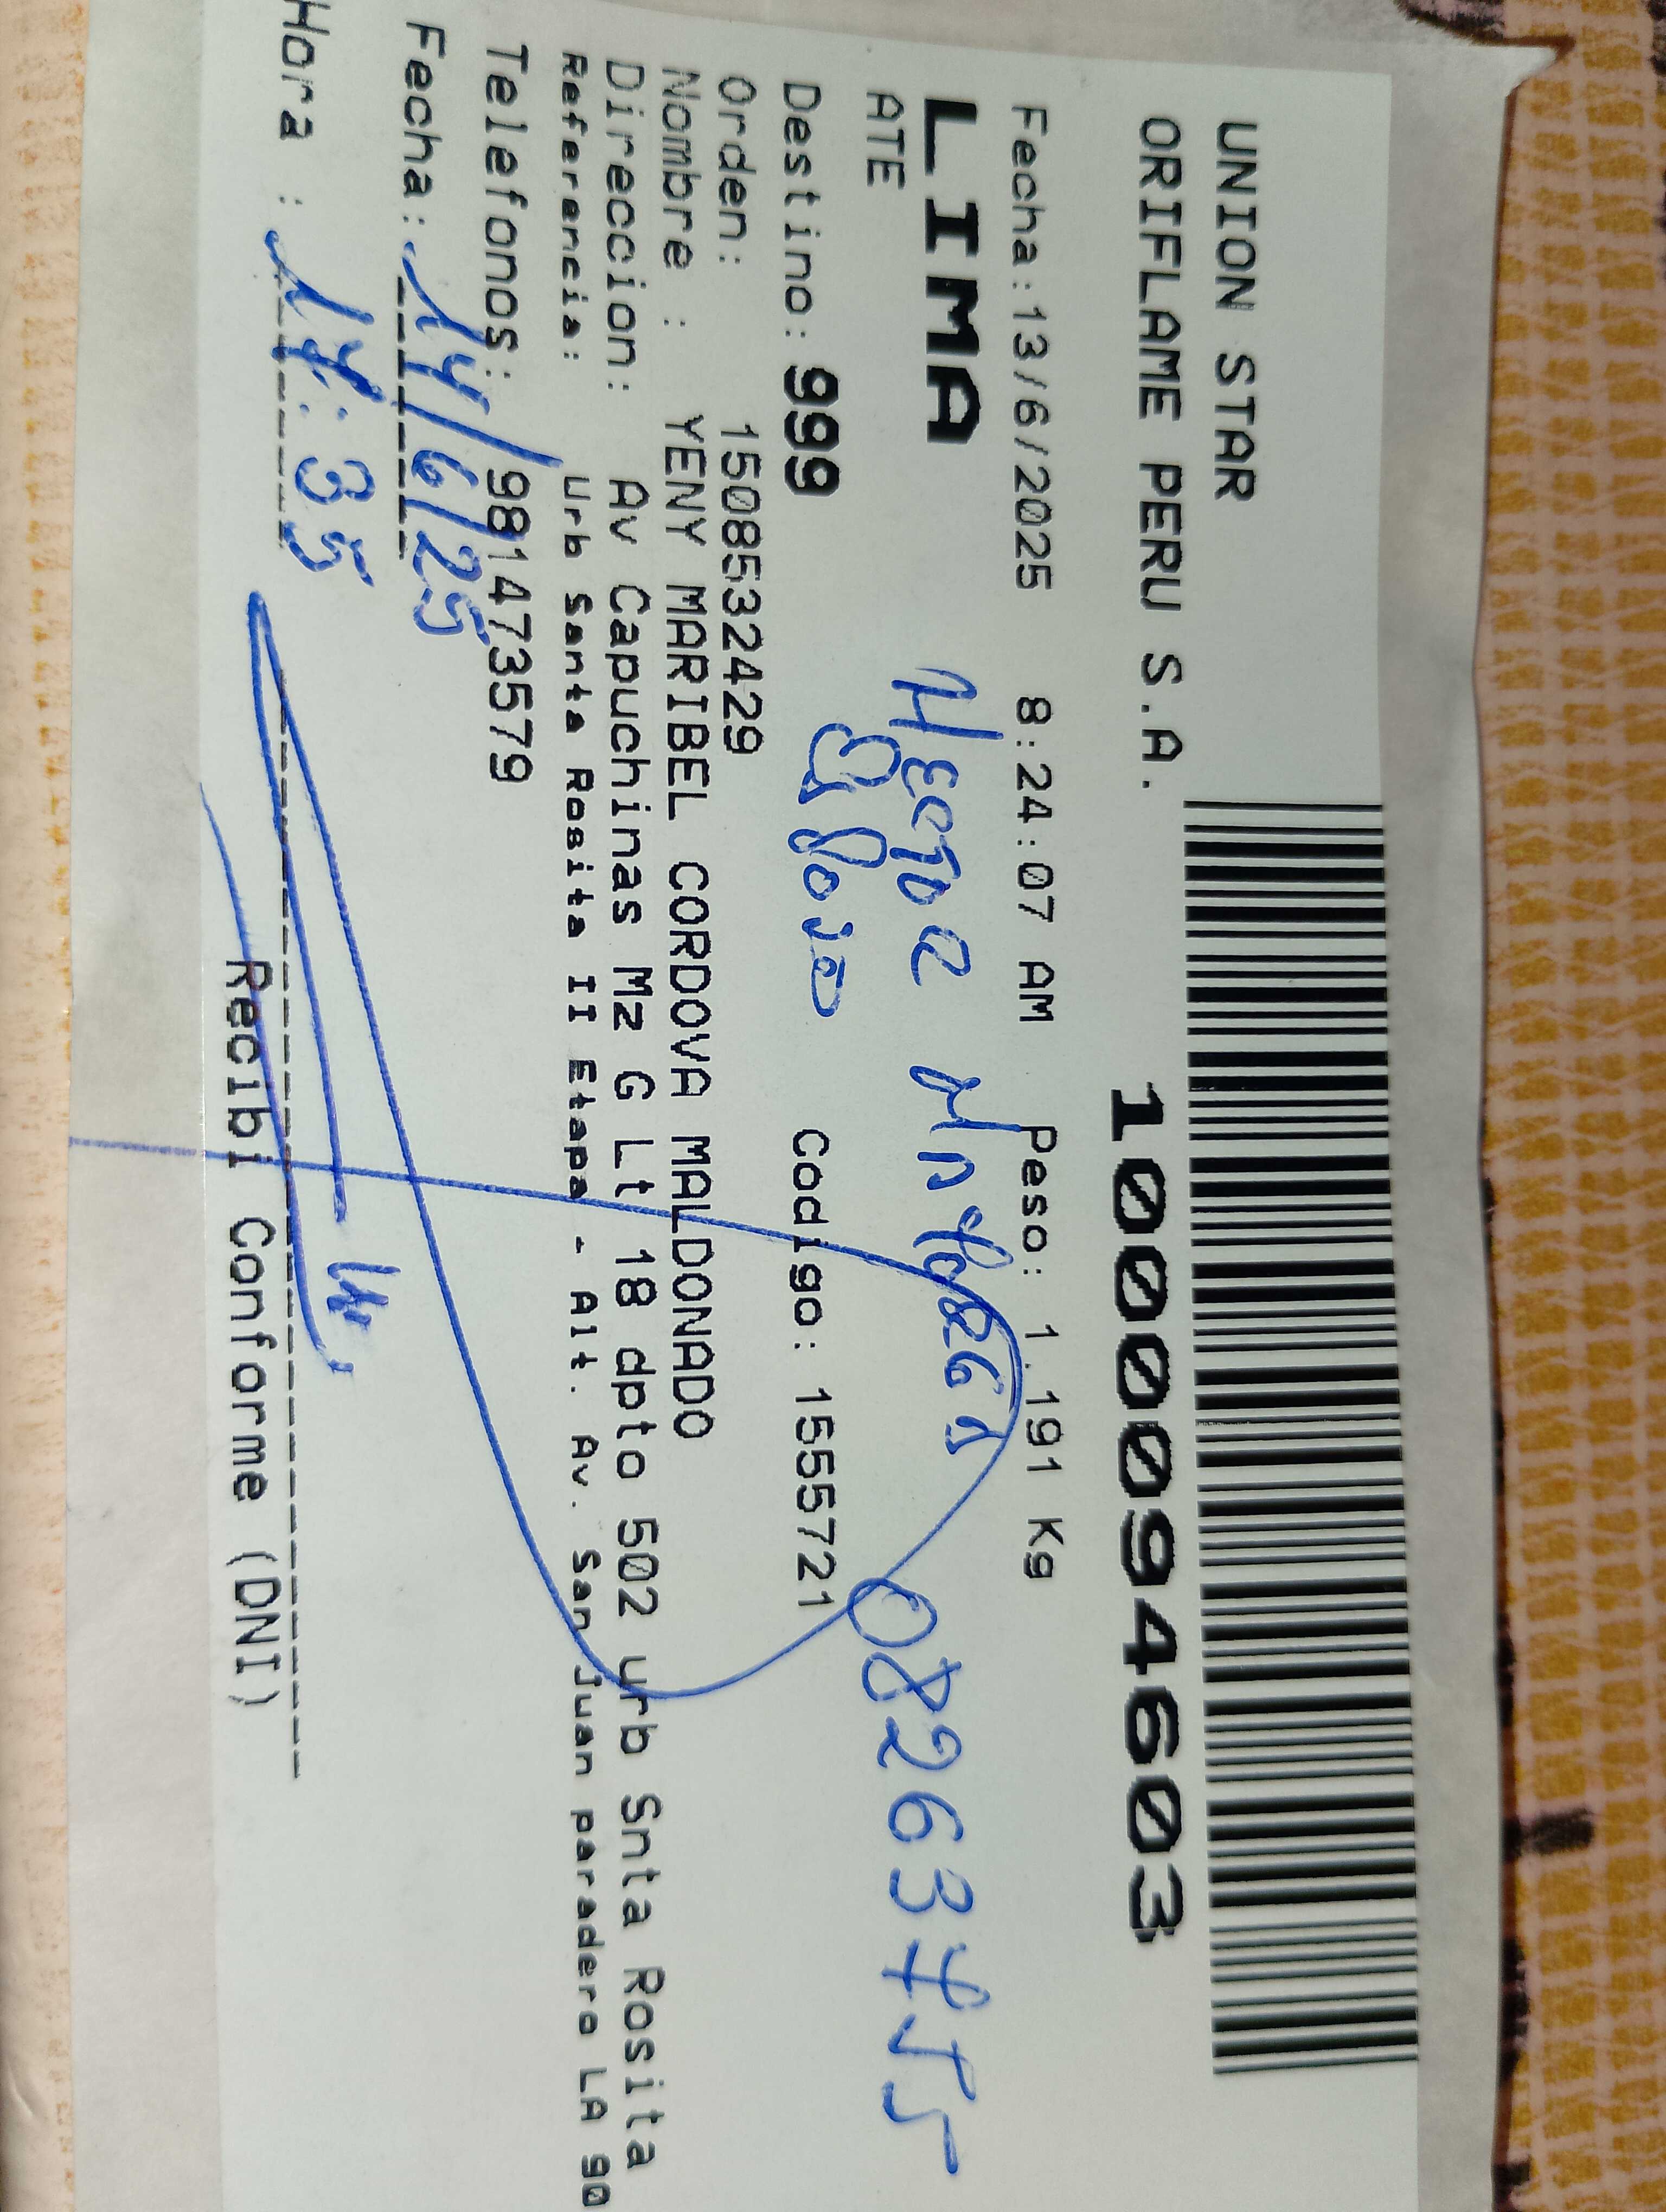 UNION STAR
ORIFLAME PERU S.A.
1000094603
Fecha:13/6/2025 8:24:07 AM Peso: 1.191 Kg
LIMA
ATE
HECTOR 08263755
Destino: 999 Codigo: 1555721
Orden: 1508532429
Nombre : YENY MARIBEL CORDOVA MALDONADO
Direccion: Av Capuchinas Mz G Lt 18 dpto 502 urb Snta Rosita
Referencia: Urb Santa Rosita II Etapa - Alt. Av. San Juan paradero LA 90
Telefonos: 981473579
Fecha: 14/6/25
Hora : 17:35
Recibi Conforme (DNI)